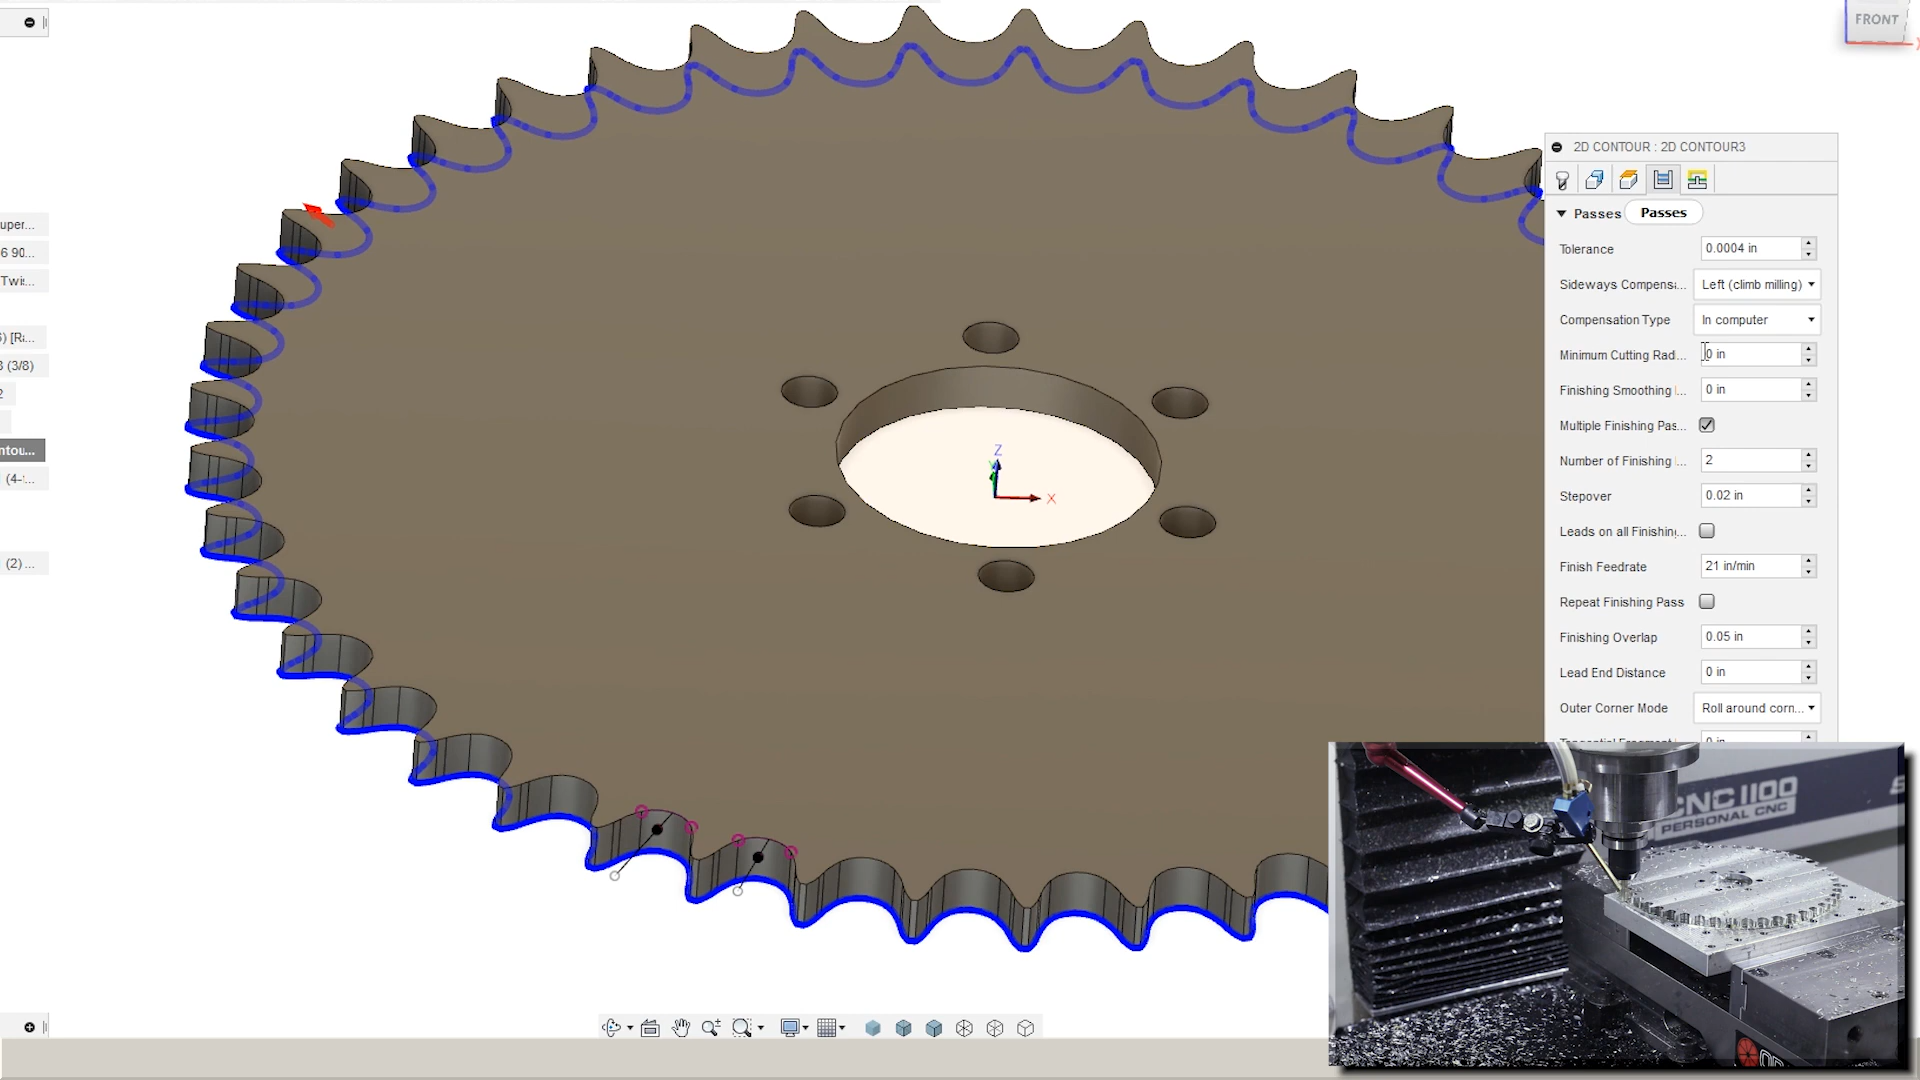 FRONT
uper...
6 90...
Twi...
3 (3/8)
2
ntou...
(4-
(2) ...
Z
X
2D CONTOUR : 2D CONTOUR3
Passes
Passes
Tolerance 0.0004 in
Sideways Compensa... Left (climb milling)
Compensation Type In computer
Minimum Cutting Rad... 0 in
Finishing Smoothing 0 in
Multiple Finishing Pas...
Number of Finishing 2
Stepover 0.02 in
Leads on all Finishing...
Finish Feedrate 21 in/min
Repeat Finishing Pass
Finishing Overlap 0.05 in
Lead End Distance 0 in
Outer Corner Mode Roll around corn...
CNC 1100
PERSONAL CNC